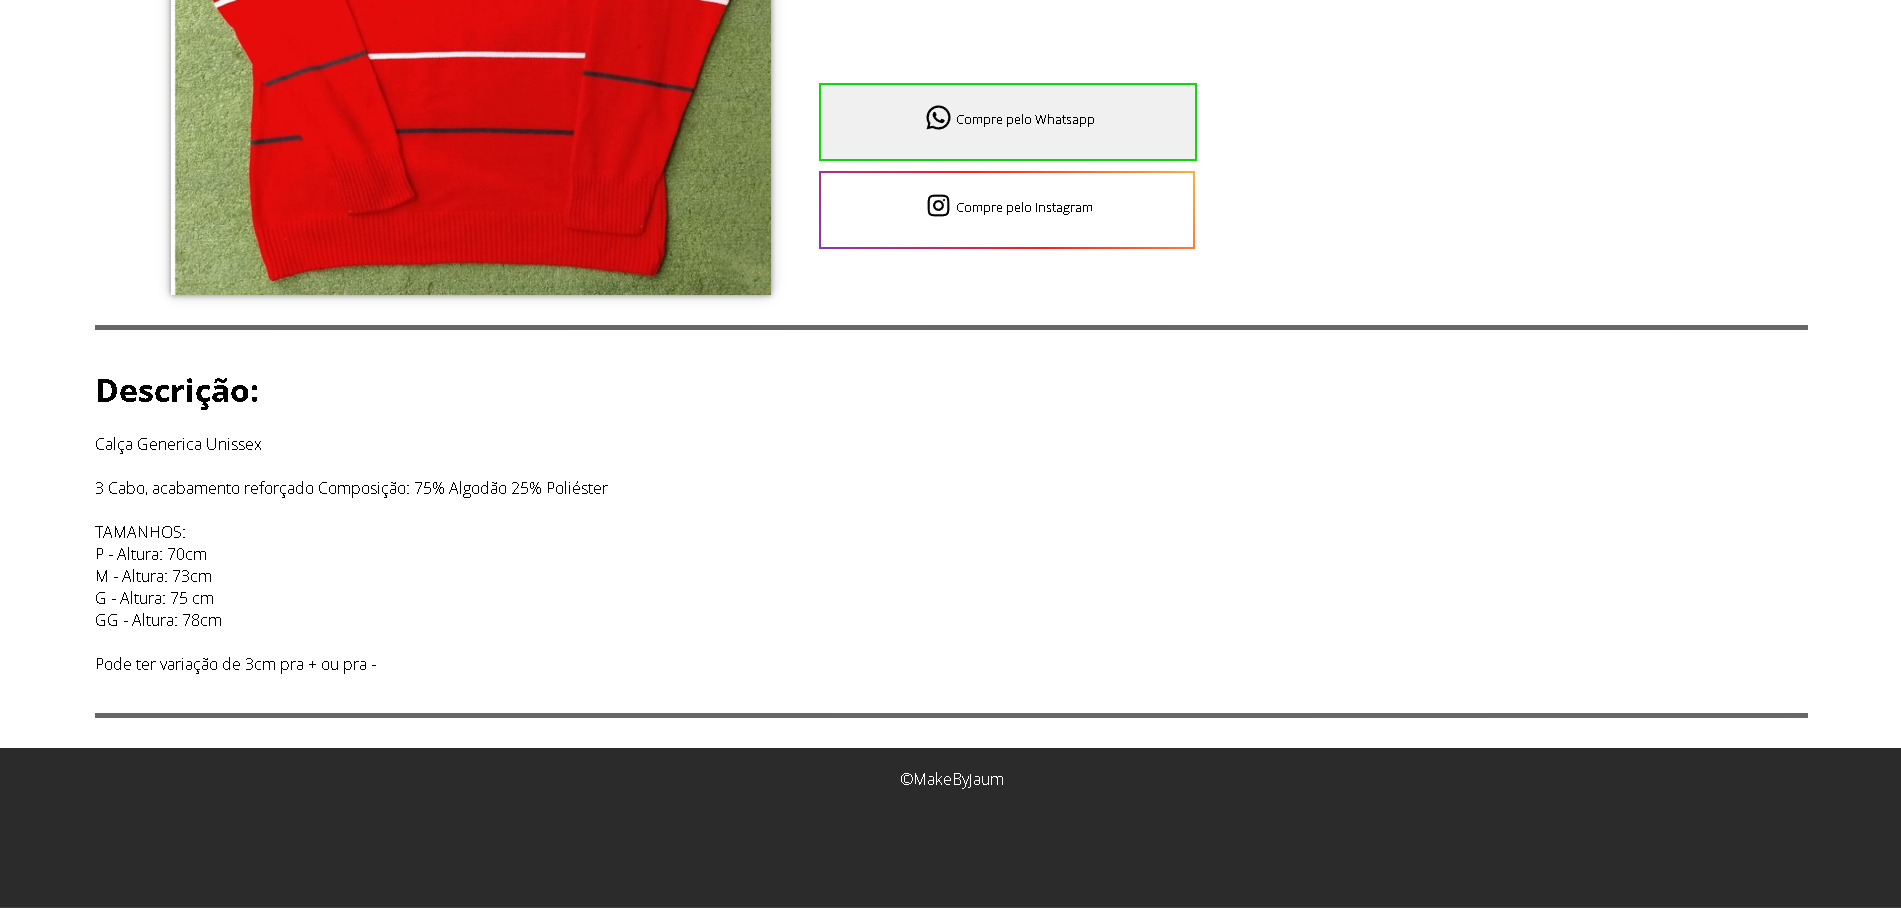 Compre pelo Whatsapp
Compre pelo Instagram
Descrição:
Calça Generica Unissex
3 Cabo, acabamento reforçado Composição: 75% Algodão 25% Poliéster
TAMANHOS:
P - Altura: 70cm
M - Altura: 73cm
G - Altura: 75 cm
GG - Altura: 78cm
Pode ter variação de 3cm pra + ou pra -
©MakeByJaum